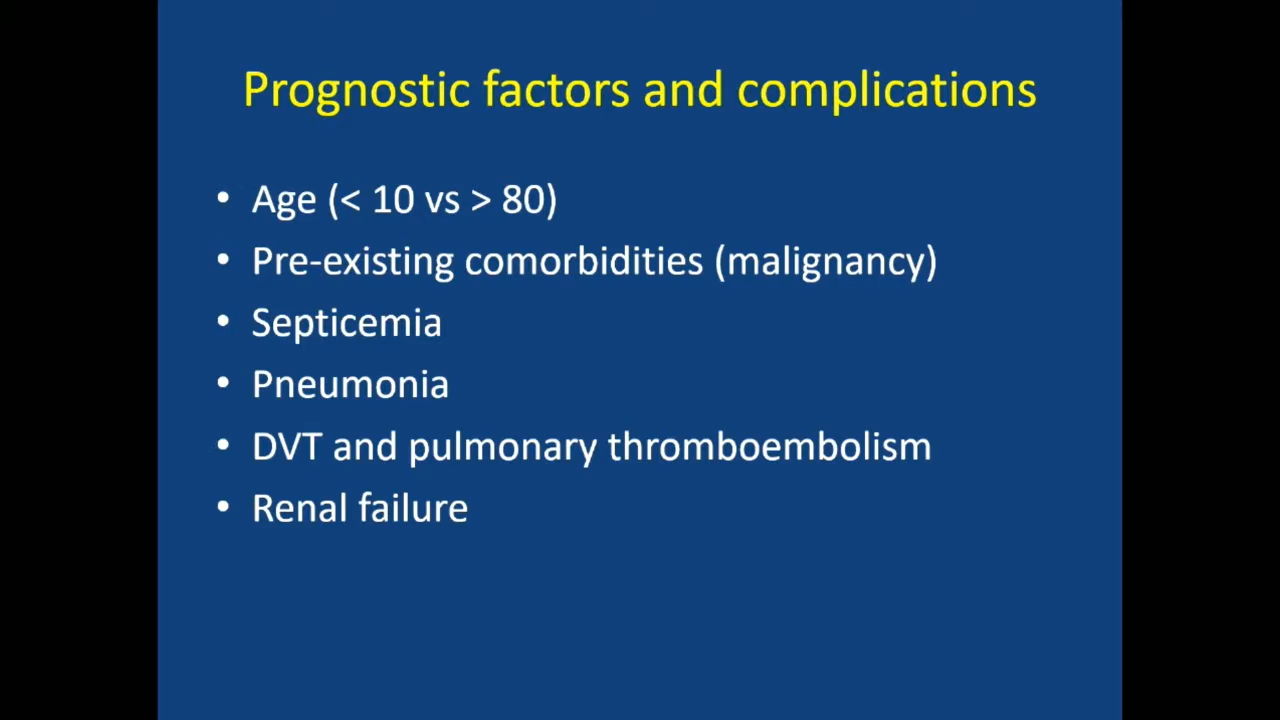 Prognostic factors and complications
• Age (< 10 vs > 80)
• Pre-existing comorbidities (malignancy)
• Septicemia
• Pneumonia
• DVT and pulmonary thromboembolism
• Renal failure